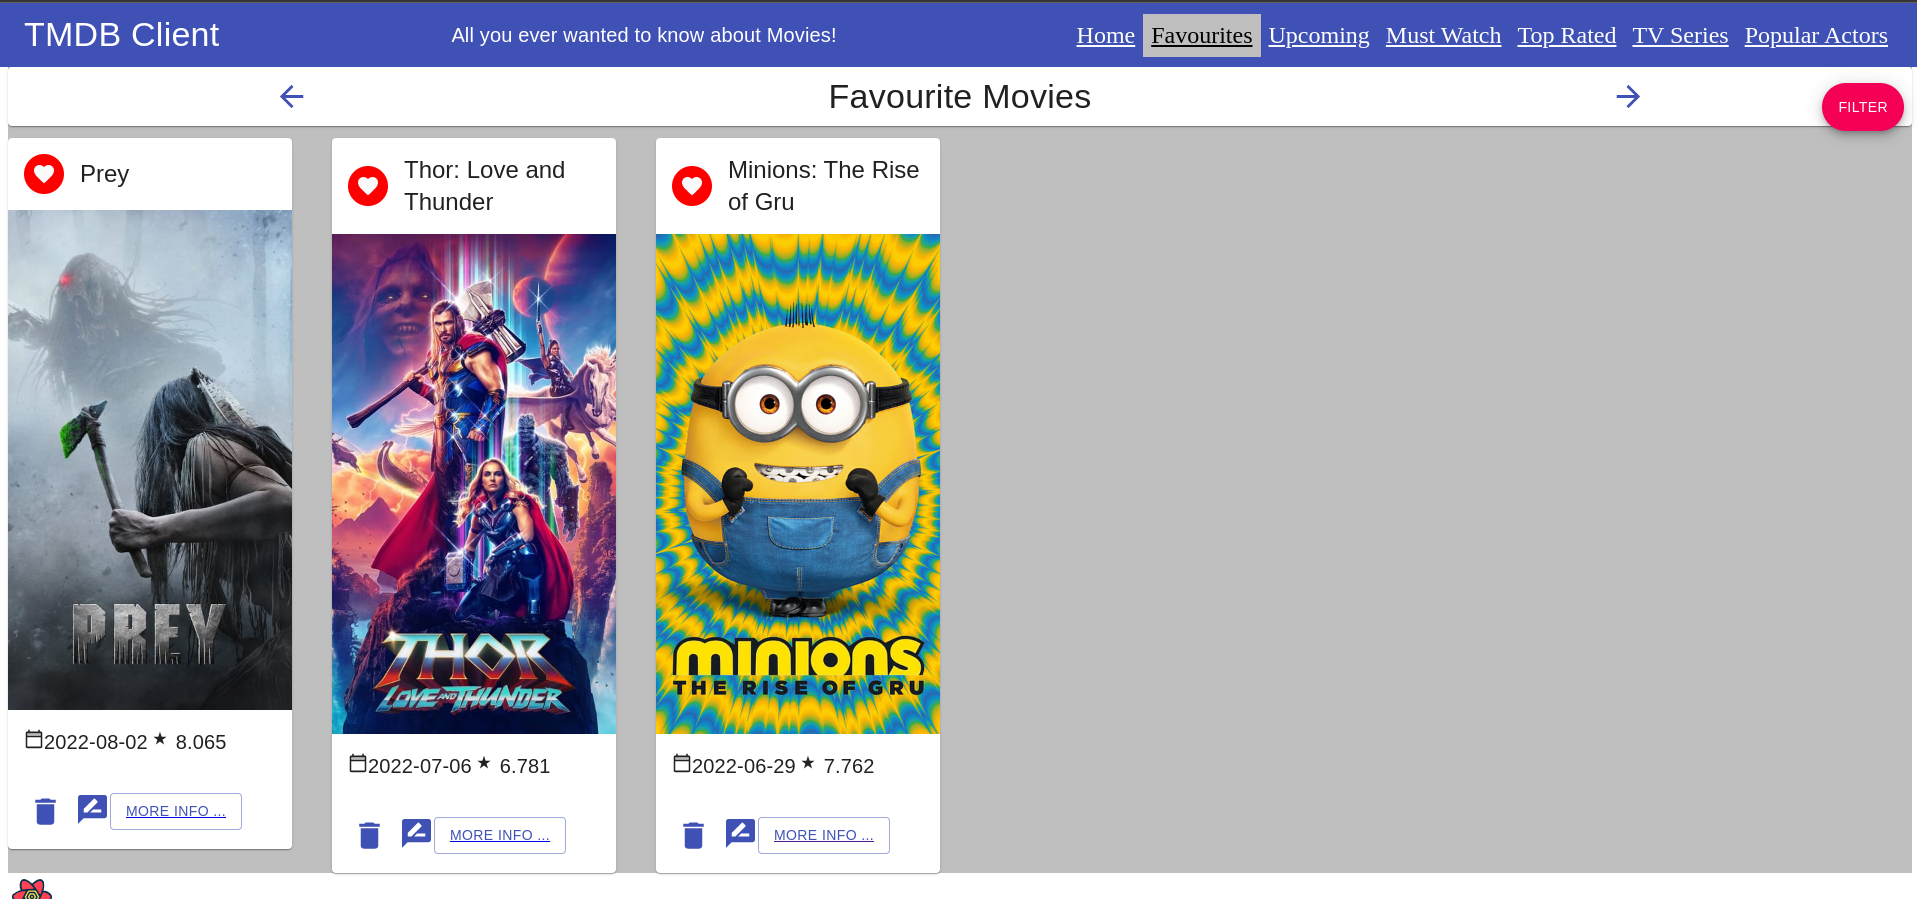 TMDB Client
All you ever wanted to know about Movies!
Home Favourites Upcoming Must Watch Top Rated TV Series Popular Actors
Favourite Movies
FILTER
Prey
PREY
2022-08-02 ★ 8.065
MORE INFO ...
Thor: Love and
Thunder
THOR
LOVE AND THUNDER
2022-07-06 ★ 6.781
MORE INFO ...
Minions: The Rise
of Gru
MINIONS
THE RISE OF GRU
2022-06-29 ★ 7.762
MORE INFO ...